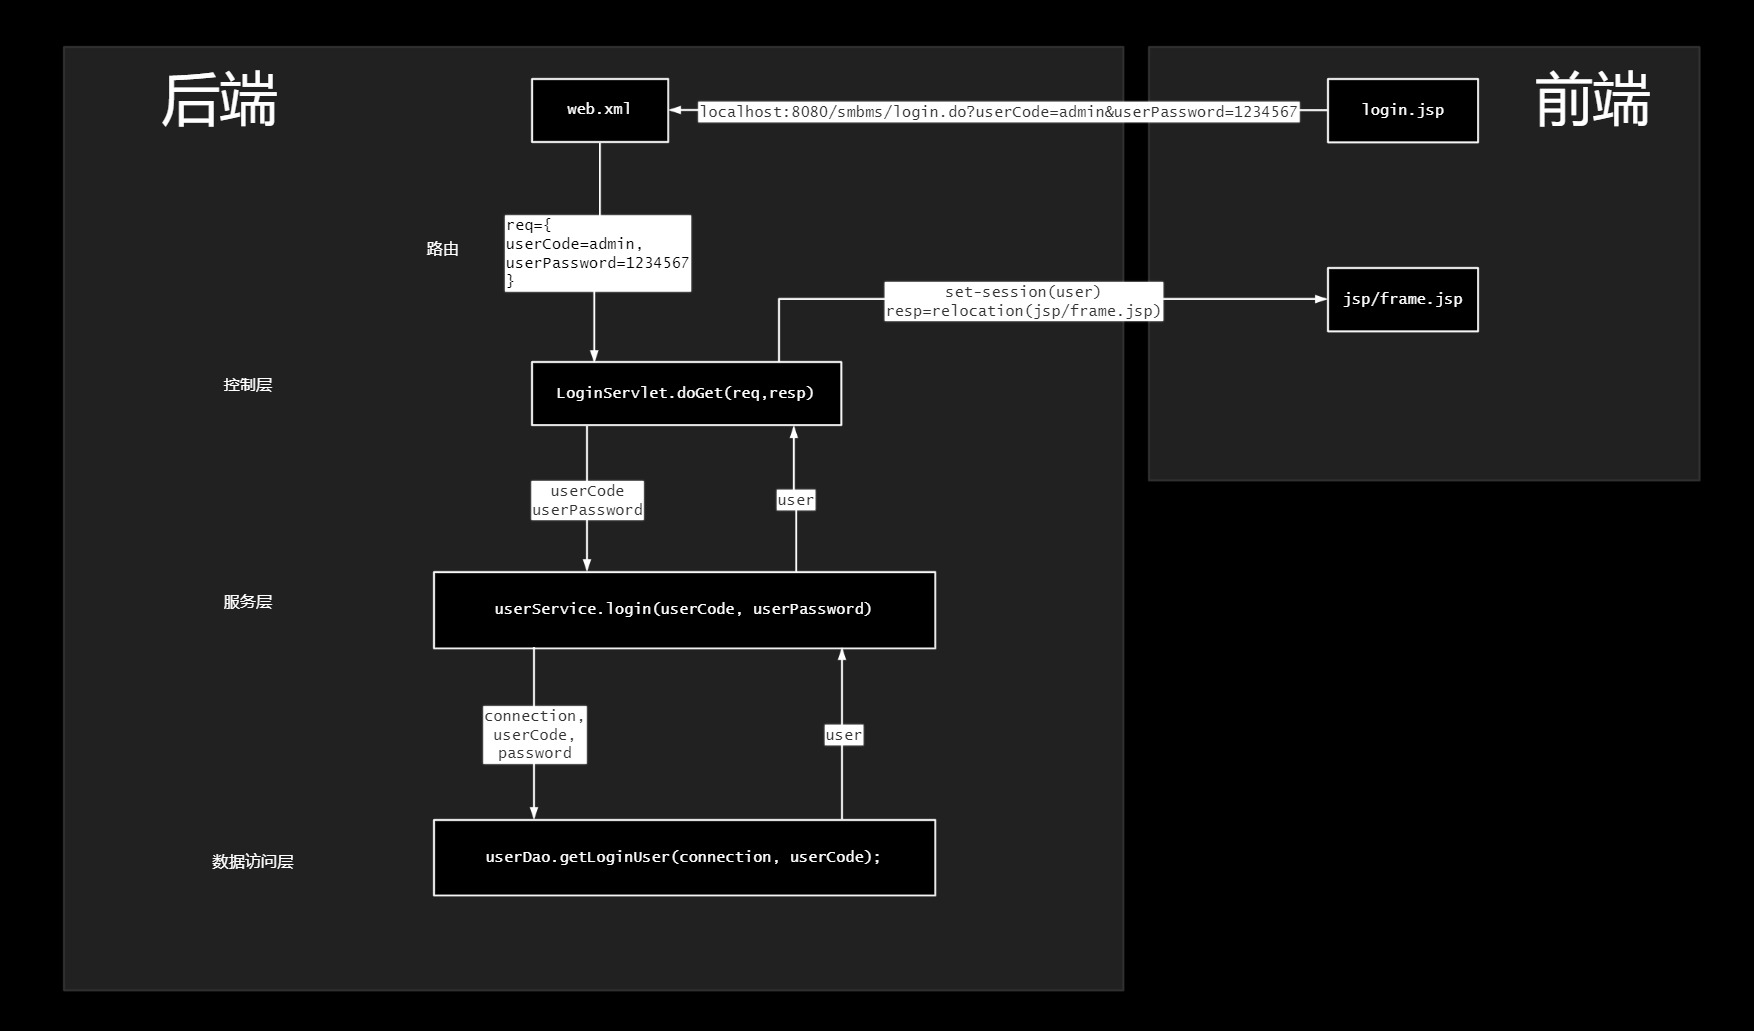 后端
前端
web.xml
localhost:8080/smbms/login.do?userCode=admin&userPassword=1234567
login.jsp
路由
req={
userCode=admin,
userPassword=1234567
}
set-session(user)
resp=relocation(jsp/frame.jsp)
jsp/frame.jsp
控制层
LoginServlet.doGet(req,resp)
userCode
userPassword
user
服务层
userService.login(userCode, userPassword)
connection,
userCode,
password
user
数据访问层
userDao.getLoginUser(connection, userCode);